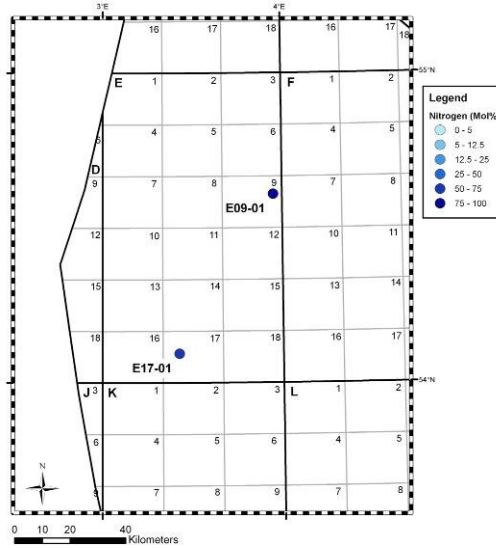 3°E 4°E
16 17 18 16 17 18
55°N
E 1 2 3 F 1 2
6 4 5 6 4 5
D
9 7 8 9 7 8
E09-01
12 10 11 12 10 11
15 13 14 15 13 14
18 16 17 18 16 17
E17-01
54°N
J 3 K 1 2 3 L 1 2
6 4 5 6 4 5
9 7 8 9 7 8
N
0 10 20 40
Kilometers
Legend
Nitrogen (Mol%
0 - 5
5 - 12.5
12.5 - 25
25 - 50
50 - 75
75 - 100